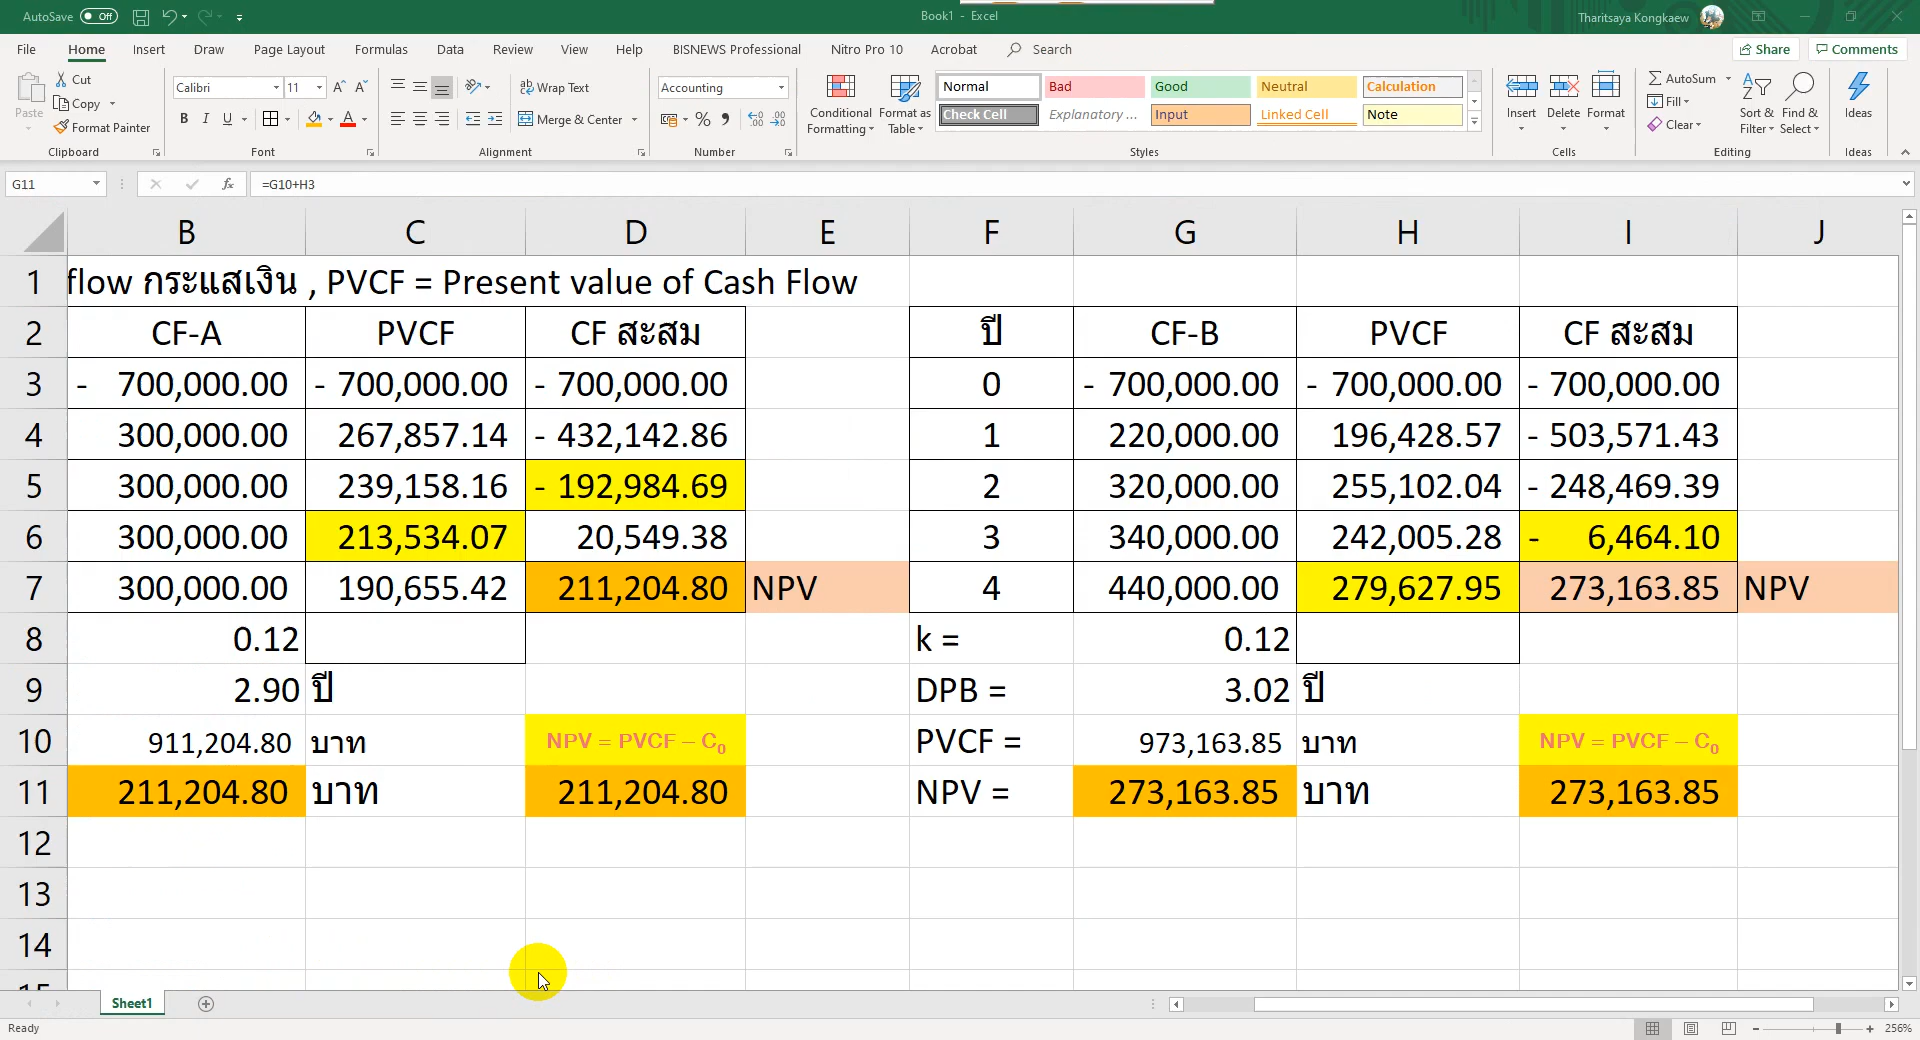 AutoSave Off
Book1 - Excel
Tharitsaya Kongkaew
File Home Insert Draw Page Layout Formulas Data Review View Help BISNEWS Professional Nitro Pro 10 Acrobat Search Share Comments
Paste Cut Copy Format Painter Clipboard
Calibri 11 B I U A Font
Wrap Text Merge & Center Alignment
Accounting % Number
Conditional Formatting Format as Table
Normal Bad Good Neutral Calculation
Check Cell Explanatory ... Input Linked Cell Note
Styles
Insert Delete Format Cells
AutoSum Fill Clear Sort & Filter Find & Select Editing
Ideas Ideas
G11 fx =G10+H3
B C D E F G H I J
1 flow กระแสเงิน , PVCF = Present value of Cash Flow
2 CF-A PVCF CF สะสม ปี CF-B PVCF CF สะสม
3 - 700,000.00 - 700,000.00 - 700,000.00 0 - 700,000.00 - 700,000.00 - 700,000.00
4 300,000.00 267,857.14 - 432,142.86 1 220,000.00 196,428.57 - 503,571.43
5 300,000.00 239,158.16 - 192,984.69 2 320,000.00 255,102.04 - 248,469.39
6 300,000.00 213,534.07 20,549.38 3 340,000.00 242,005.28 - 6,464.10
7 300,000.00 190,655.42 211,204.80 NPV 4 440,000.00 279,627.95 273,163.85 NPV
8 0.12 k = 0.12
9 2.90 ปี DPB = 3.02 ปี
10 911,204.80 บาท NPV = PVCF – C₀ PVCF = 973,163.85 บาท NPV = PVCF – C₀
11 211,204.80 บาท 211,204.80 NPV = 273,163.85 บาท 273,163.85
12
13
14
15
Sheet1
Ready
256%